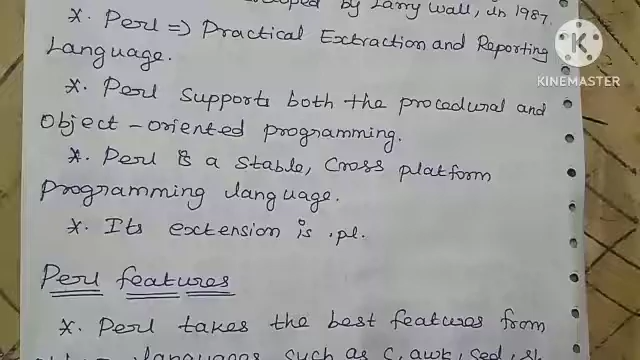 by Larry Wall, in 1987.
*. Perl => Practical Extraction and Reporting
Language.
*. Perl supports both the procedural and
Object-oriented programming.
*. Perl is a stable, cross platform
programming language.
*. Its extension is .pl.
Perl features
*. Perl takes the best features from
languages such as C, awk, sed, sh
KINEMASTER